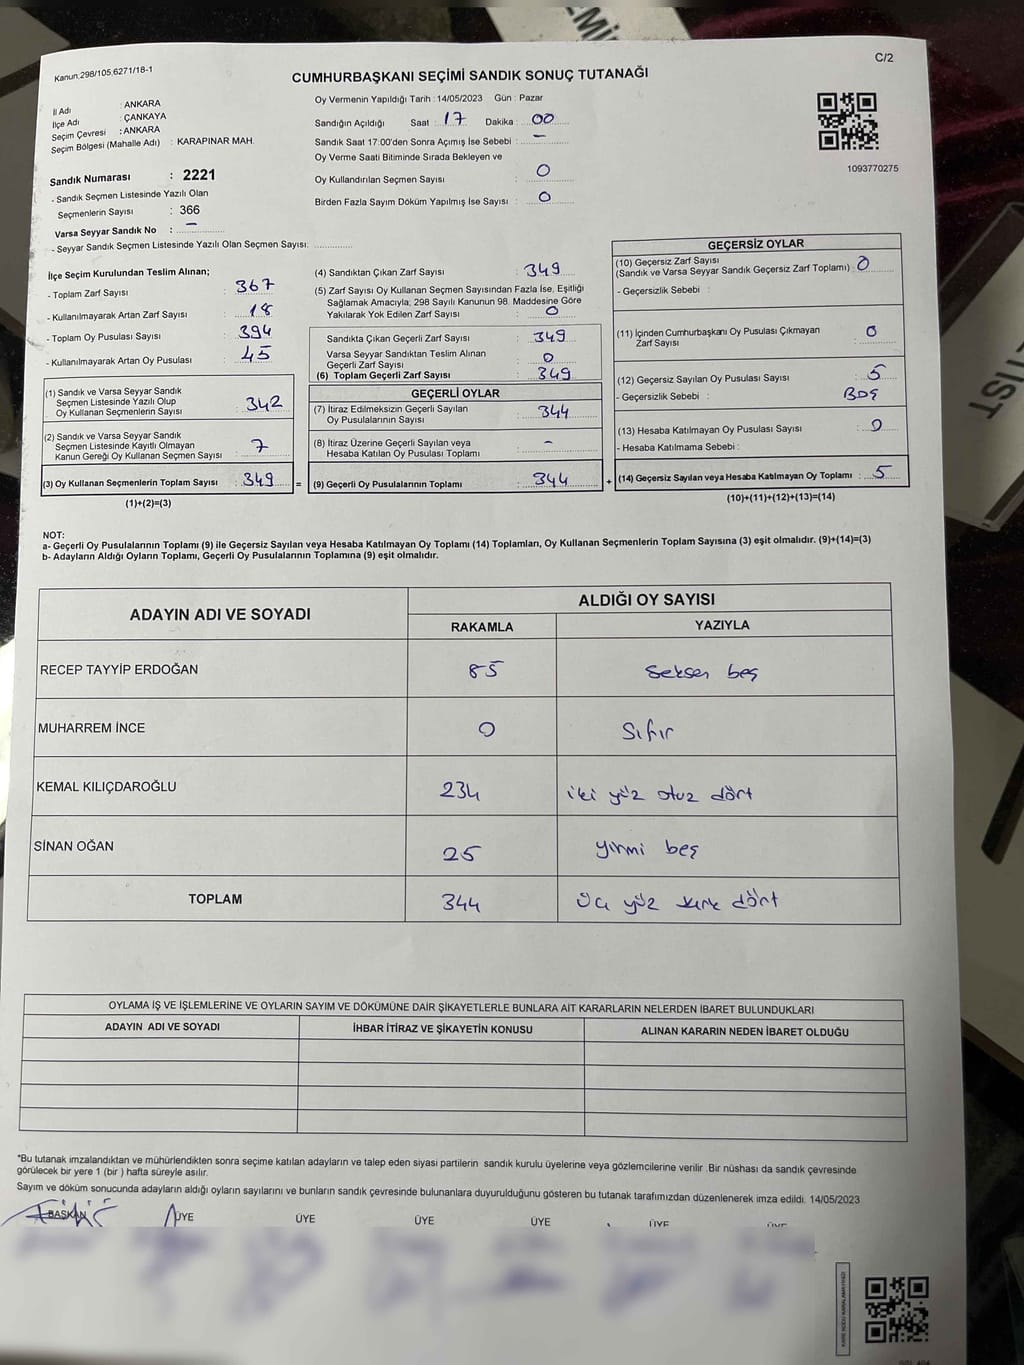 EMİ
TIST
C/2
Kanun;298/105,6271/18-1
CUMHURBAŞKANI SEÇİMİ SANDIK SONUÇ TUTANAĞI
İl Adı : ANKARA
İlçe Adı : ÇANKAYA
Seçim Çevresi : ANKARA
Seçim Bölgesi (Mahalle Adı) : KARAPINAR MAH.
Sandık Numarası : 2221
- Sandık Seçmen Listesinde Yazılı Olan
Seçmenlerin Sayısı : 366
Varsa Seyyar Sandık No : –
- Seyyar Sandık Seçmen Listesinde Yazılı Olan Seçmen Sayısı:
Oy Vermenin Yapıldığı Tarih : 14/05/2023 Gün : Pazar
Sandığın Açıldığı Saat : 17 Dakika : 00
Sandık Saat 17:00'den Sonra Açımış İse Sebebi : –
Oy Verme Saati Bitiminde Sırada Bekleyen ve
Oy Kullandırılan Seçmen Sayısı : 0
Birden Fazla Sayım Döküm Yapılmış İse Sayısı : 0
1093770275
İlçe Seçim Kurulundan Teslim Alınan;
- Toplam Zarf Sayısı : 367
- Kullanılmayarak Artan Zarf Sayısı : 18
- Toplam Oy Pusulası Sayısı : 394
- Kullanılmayarak Artan Oy Pusulası : 45
(1) Sandık ve Varsa Seyyar Sandık
Seçmen Listesinde Yazılı Olup
Oy Kullanan Seçmenlerin Sayısı : 342
(2) Sandık ve Varsa Seyyar Sandık
Seçmen Listesinde Kayıtlı Olmayan
Kanun Gereği Oy Kullanan Seçmen Sayısı : 7
(3) Oy Kullanan Seçmenlerin Toplam Sayısı : 349 =
(1)+(2)=(3)
(4) Sandıktan Çıkan Zarf Sayısı : 349
(5) Zarf Sayısı Oy Kullanan Seçmen Sayısından Fazla İse, Eşitliği
Sağlamak Amacıyla; 298 Sayılı Kanunun 98. Maddesine Göre
Yakılarak Yok Edilen Zarf Sayısı : 0
Sandıkta Çıkan Geçerli Zarf Sayısı : 349
Varsa Seyyar Sandıktan Teslim Alınan
Geçerli Zarf Sayısı : 0
(6) Toplam Geçerli Zarf Sayısı : 349
GEÇERLİ OYLAR
(7) İtiraz Edilmeksizin Geçerli Sayılan
Oy Pusulalarının Sayısı : 344
(8) İtiraz Üzerine Geçerli Sayılan veya
Hesaba Katılan Oy Pusulası Toplamı : –
(9) Geçerli Oy Pusulalarının Toplamı : 344 +
GEÇERSİZ OYLAR
(10) Geçersiz Zarf Sayısı
(Sandık ve Varsa Seyyar Sandık Geçersiz Zarf Toplamı) : 0
- Geçersizlik Sebebi :
(11) İçinden Cumhurbaşkanı Oy Pusulası Çıkmayan
Zarf Sayısı : 0
(12) Geçersiz Sayılan Oy Pusulası Sayısı : 5
- Geçersizlik Sebebi : BOŞ
(13) Hesaba Katılmayan Oy Pusulası Sayısı : 0
- Hesaba Katılmama Sebebi :
(14) Geçersiz Sayılan veya Hesaba Katılmayan Oy Toplamı : 5
(10)+(11)+(12)+(13)=(14)
NOT:
a- Geçerli Oy Pusulalarının Toplamı (9) ile Geçersiz Sayılan veya Hesaba Katılmayan Oy Toplamı (14) Toplamları, Oy Kullanan Seçmenlerin Toplam Sayısına (3) eşit olmalıdır. (9)+(14)=(3)
b- Adayların Aldığı Oyların Toplamı, Geçerli Oy Pusulalarının Toplamına (9) eşit olmalıdır.
ADAYIN ADI VE SOYADI ALDIĞI OY SAYISI
RAKAMLA YAZIYLA
RECEP TAYYİP ERDOĞAN 85 Seksen beş
MUHARREM İNCE 0 Sıfır
KEMAL KILIÇDAROĞLU 234 iki yüz otuz dört
SİNAN OĞAN 25 yirmi beş
TOPLAM 344 Üç yüz kırk dört
OYLAMA İŞ VE İŞLEMLERİNE VE OYLARIN SAYIM VE DÖKÜMÜNE DAİR ŞİKAYETLERLE BUNLARA AİT KARARLARIN NELERDEN İBARET BULUNDUKLARI
ADAYIN ADI VE SOYADI İHBAR İTİRAZ VE ŞİKAYETİN KONUSU ALINAN KARARIN NEDEN İBARET OLDUĞU
*Bu tutanak imzalandıktan ve mühürlendikten sonra seçime katılan adayların ve talep eden siyasi partilerin sandık kurulu üyelerine veya gözlemcilerine verilir .Bir nüshası da sandık çevresinde
görülecek bir yere 1 (bir ) hafta süreyle asılır.
Sayım ve döküm sonucunda adayların aldığı oyların sayılarını ve bunların sandık çevresinde bulunanlara duyurulduğunu gösteren bu tutanak tarafımızdan düzenlenerek imza edildi. 14/05/2023
BAŞKAN ÜYE ÜYE ÜYE ÜYE ÜYE ÜYE